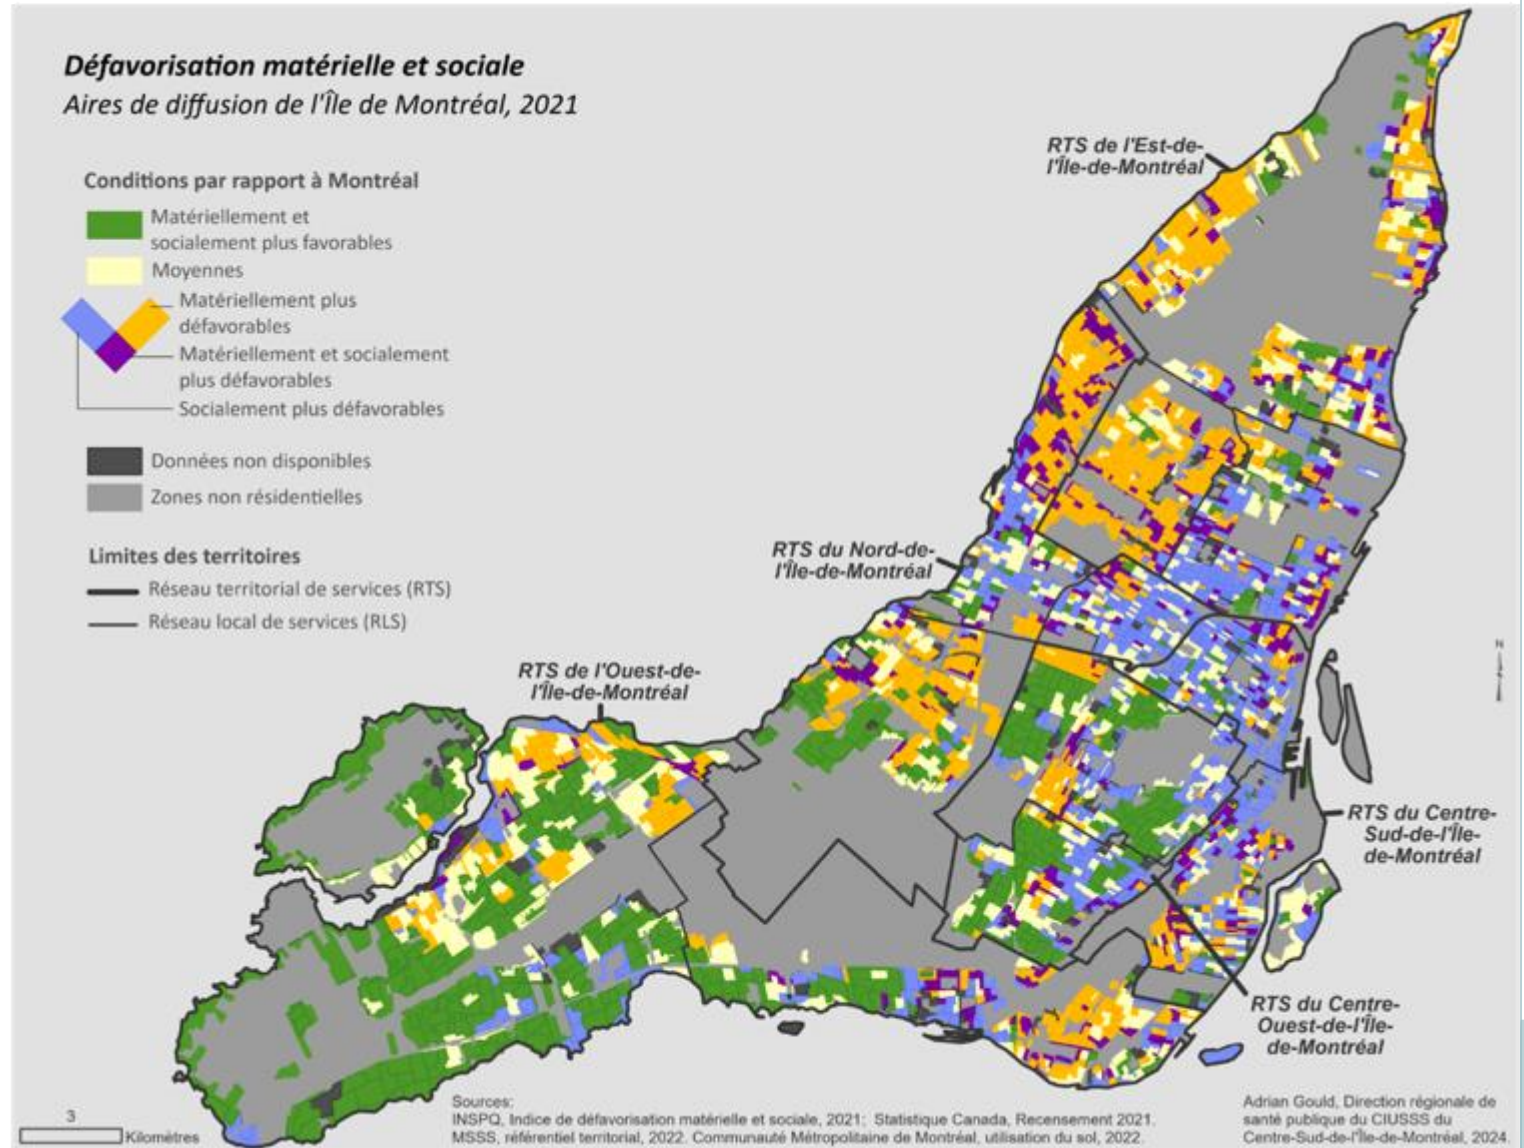 Défavorisation matérielle et sociale
Aires de diffusion de l'Île de Montréal, 2021
Conditions par rapport à Montréal
Matériellement et
socialement plus favorables
Moyennes
Matériellement plus
défavorables
Matériellement et socialement
plus défavorables
Socialement plus défavorables
Données non disponibles
Zones non résidentielles
Limites des territoires
Réseau territorial de services (RTS)
Réseau local de services (RLS)
RTS de l'Est-de-
l'Île-de-Montréal
RTS du Nord-de-
l'Île-de-Montréal
RTS de l'Ouest-de-
l'Île-de-Montréal
N
RTS du Centre-
Sud-de-l'Île-
de-Montréal
RTS du Centre-
Ouest-de-l'Île-
de-Montréal
3
Kilomètres
Sources:
INSPQ, Indice de défavorisation matérielle et sociale, 2021; Statistique Canada, Recensement 2021.
MSSS, référentiel territorial, 2022. Communauté Métropolitaine de Montréal, utilisation du sol, 2022.
Adrian Gould, Direction régionale de
santé publique du CIUSSS du
Centre-Sud-de-l'Île-de-Montréal, 2024.